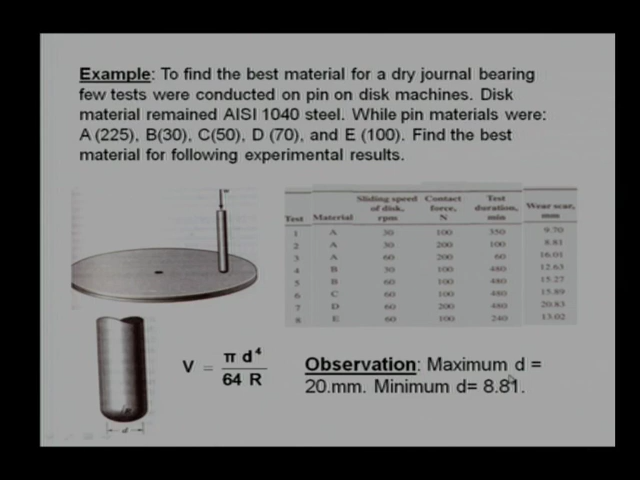 Example: To find the best material for a dry journal bearing
few tests were conducted on pin on disk machines. Disk
material remained AISI 1040 steel. While pin materials were:
A (225), B(30), C(50), D (70), and E (100). Find the best
material for following experimental results.
Test Material Sliding speed of disk, rpm Contact force, N Test duration, min Wear scar, mm
1 A 30 100 350 9.70
2 A 30 200 100 8.81
3 A 60 200 60 16.01
4 B 30 100 480 12.63
5 B 60 100 480 15.27
6 C 60 100 480 15.89
7 D 60 200 480 20.83
8 E 60 100 240 13.02
V = π d⁴
64 R
Observation: Maximum d =
20.mm. Minimum d= 8.81.
R
d